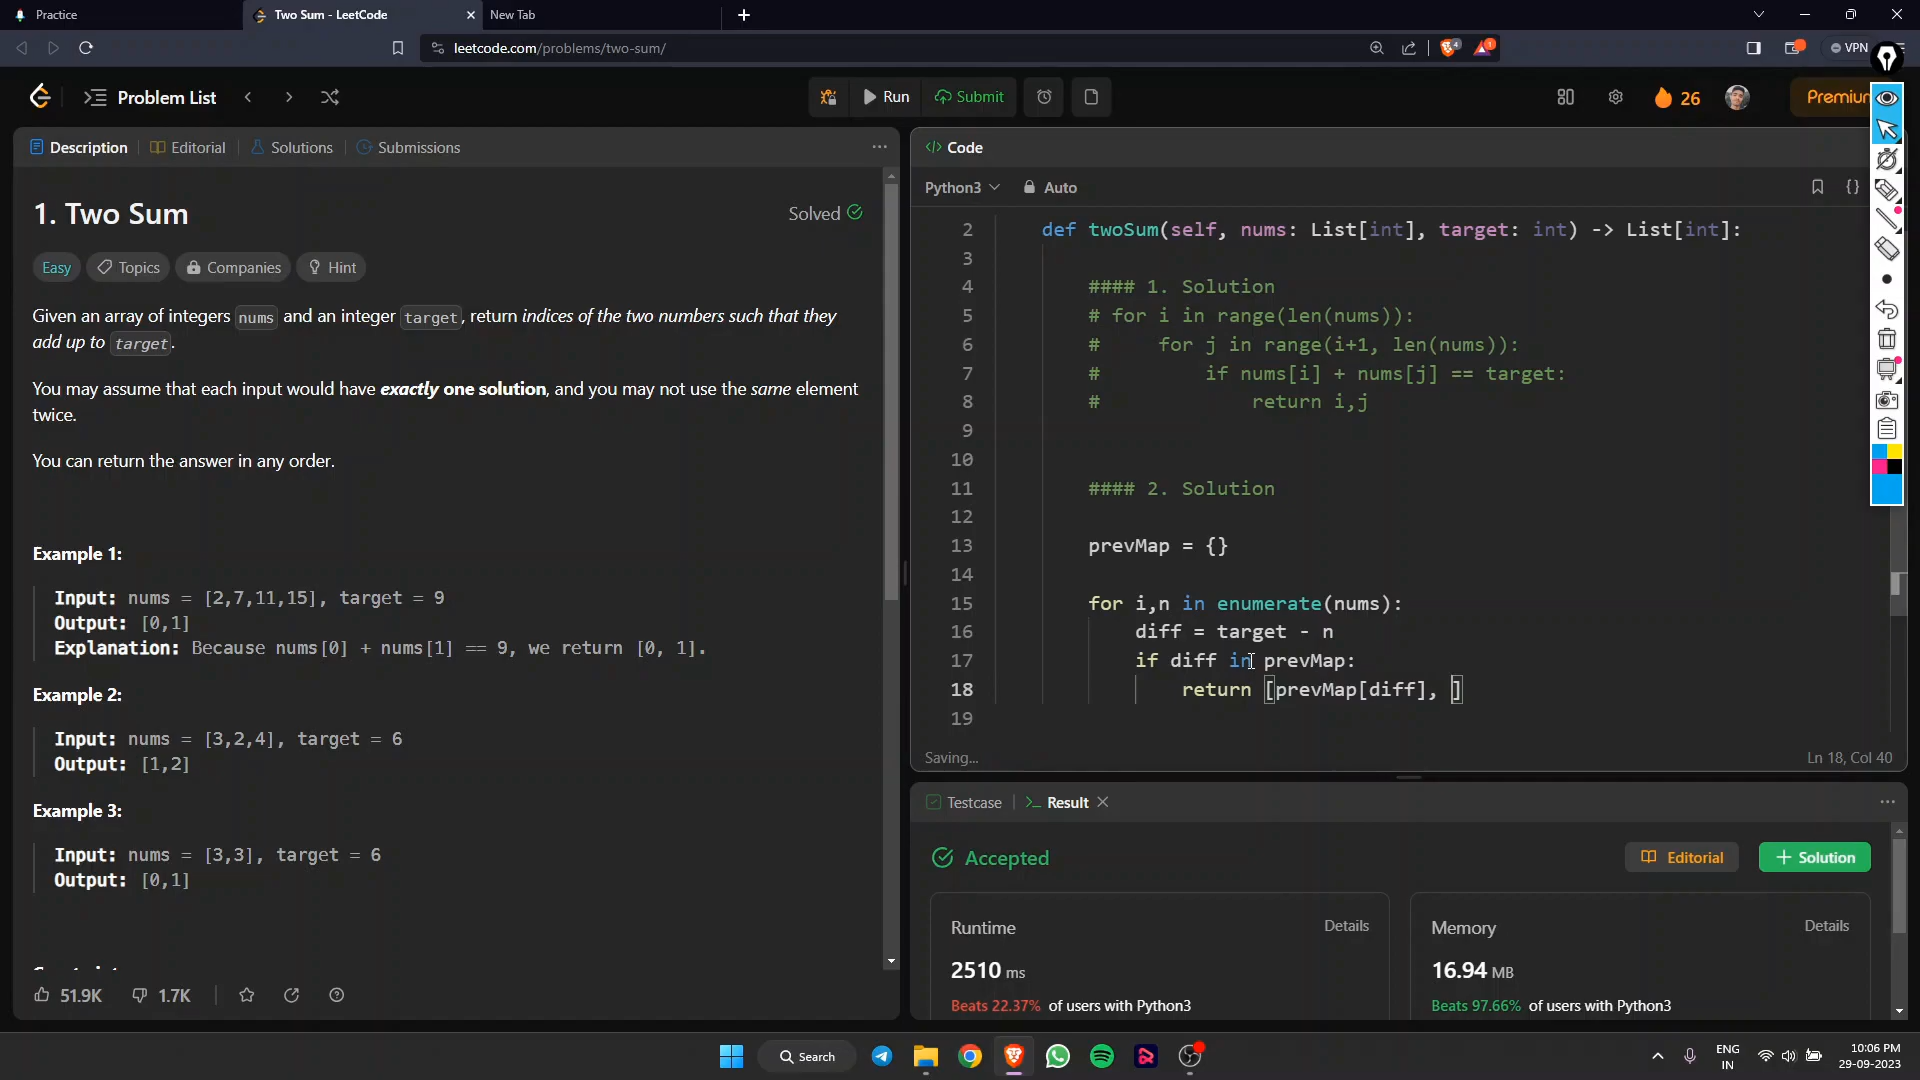 Practice
Two Sum - LeetCode
New Tab
leetcode.com/problems/two-sum/
4
1
VPN
Problem List
Run
Submit
26
Premium
Description
Editorial
Solutions
Submissions
1. Two Sum
Solved
Easy
Topics
Companies
Hint
Given an array of integers nums and an integer target, return indices of the two numbers such that they
add up to target.
You may assume that each input would have exactly one solution, and you may not use the same element
twice.
You can return the answer in any order.
Example 1:
Input: nums = [2,7,11,15], target = 9
Output: [0,1]
Explanation: Because nums[0] + nums[1] == 9, we return [0, 1].
Example 2:
Input: nums = [3,2,4], target = 6
Output: [1,2]
Example 3:
Input: nums = [3,3], target = 6
Output: [0,1]
51.9K
1.7K
</> Code
Python3
Auto
{}
2 def twoSum(self, nums: List[int], target: int) -> List[int]:
3
4 #### 1. Solution
5 # for i in range(len(nums)):
6 #     for j in range(i+1, len(nums)):
7 #         if nums[i] + nums[j] == target:
8 #             return i,j
9
10
11 #### 2. Solution
12
13 prevMap = {}
14
15 for i,n in enumerate(nums):
16     diff = target - n
17     if diff in prevMap:
18         return [prevMap[diff], ]
19
Saving...
Ln 18, Col 40
Testcase
Result
Accepted
Editorial
Solution
Runtime
Details
2510 ms
Beats 22.37% of users with Python3
Memory
Details
16.94 MB
Beats 97.66% of users with Python3
Search
ENG
IN
10:06 PM
29-09-2023